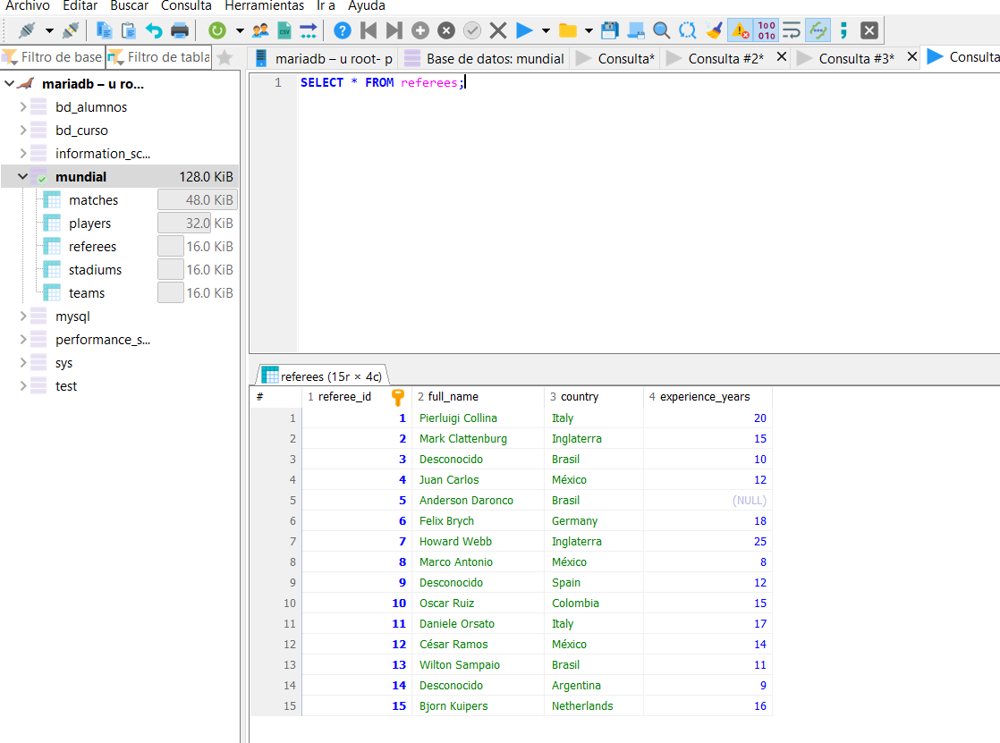 Archivo Editar Buscar Consulta Herramientas Ir a Ayuda
Filtro de base Filtro de tabla mariadb – u root- p Base de datos: mundial Consulta* Consulta #2* Consulta #3* Consulta
mariadb – u ro...
bd_alumnos
bd_curso
information_sc...
mundial 128.0 KiB
matches 48.0 KiB
players 32.0 KiB
referees 16.0 KiB
stadiums 16.0 KiB
teams 16.0 KiB
mysql
performance_s...
sys
test
1 SELECT * FROM referees;
referees (15r × 4c)
# 1 referee_id 2 full_name 3 country 4 experience_years
1 1 Pierluigi Collina Italy 20
2 2 Mark Clattenburg Inglaterra 15
3 3 Desconocido Brasil 10
4 4 Juan Carlos México 12
5 5 Anderson Daronco Brasil (NULL)
6 6 Felix Brych Germany 18
7 7 Howard Webb Inglaterra 25
8 8 Marco Antonio México 8
9 9 Desconocido Spain 12
10 10 Oscar Ruiz Colombia 15
11 11 Daniele Orsato Italy 17
12 12 César Ramos México 14
13 13 Wilton Sampaio Brasil 11
14 14 Desconocido Argentina 9
15 15 Bjorn Kuipers Netherlands 16